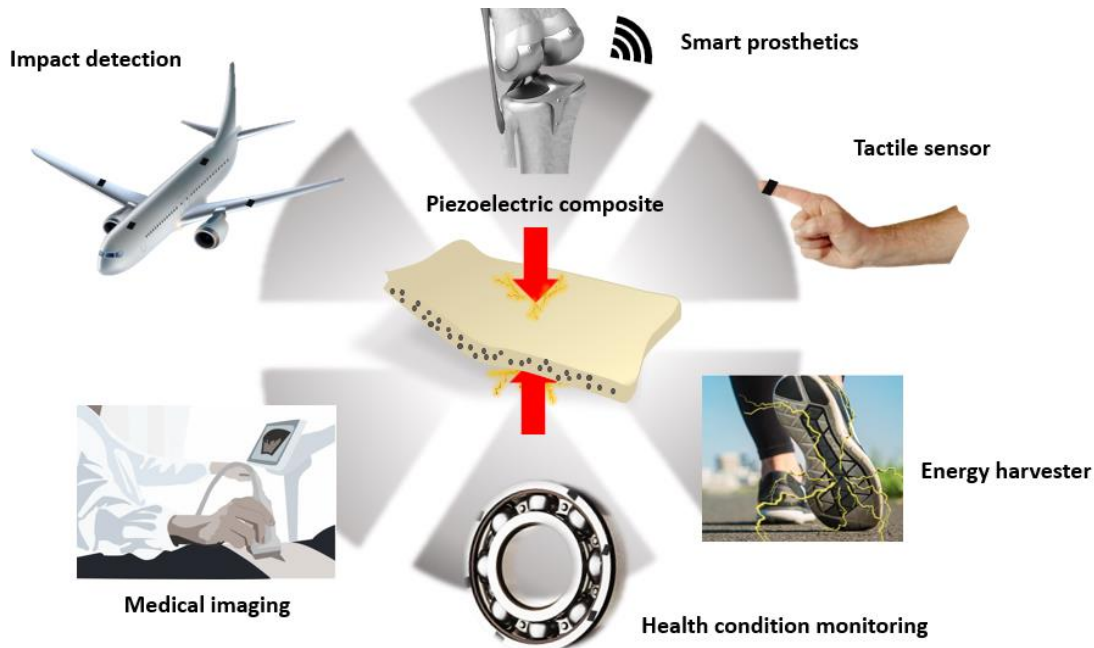 Smart prosthetics
Impact detection
Tactile sensor
Piezoelectric composite
Energy harvester
Medical imaging
Health condition monitoring